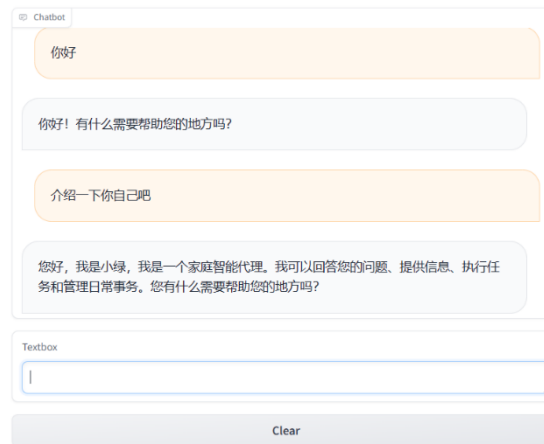 Chatbot
你好
你好！有什么需要帮助您的地方吗？
介绍一下你自己吧
您好，我是小绿，我是一个家庭智能代理。我可以回答您的问题、提供信息、执行任
务和管理日常事务。您有什么需要帮助您的地方吗？
Textbox
Clear